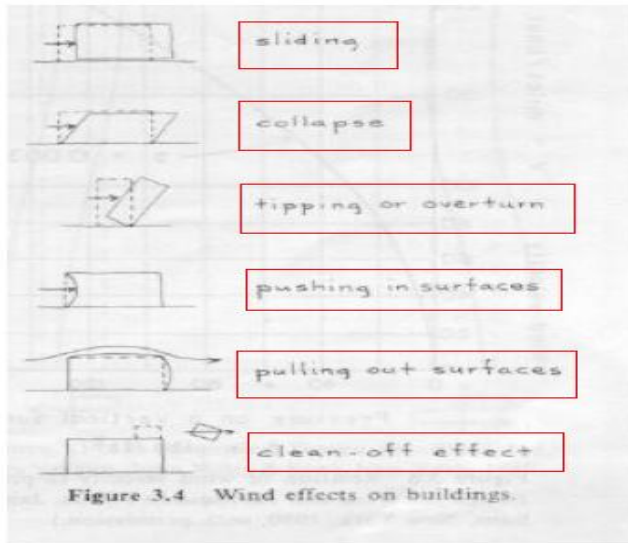 sliding
collapse
tipping or overturn
pushing in surfaces
pulling out surfaces
clean-off effect
Figure 3.4 Wind effects on buildings.